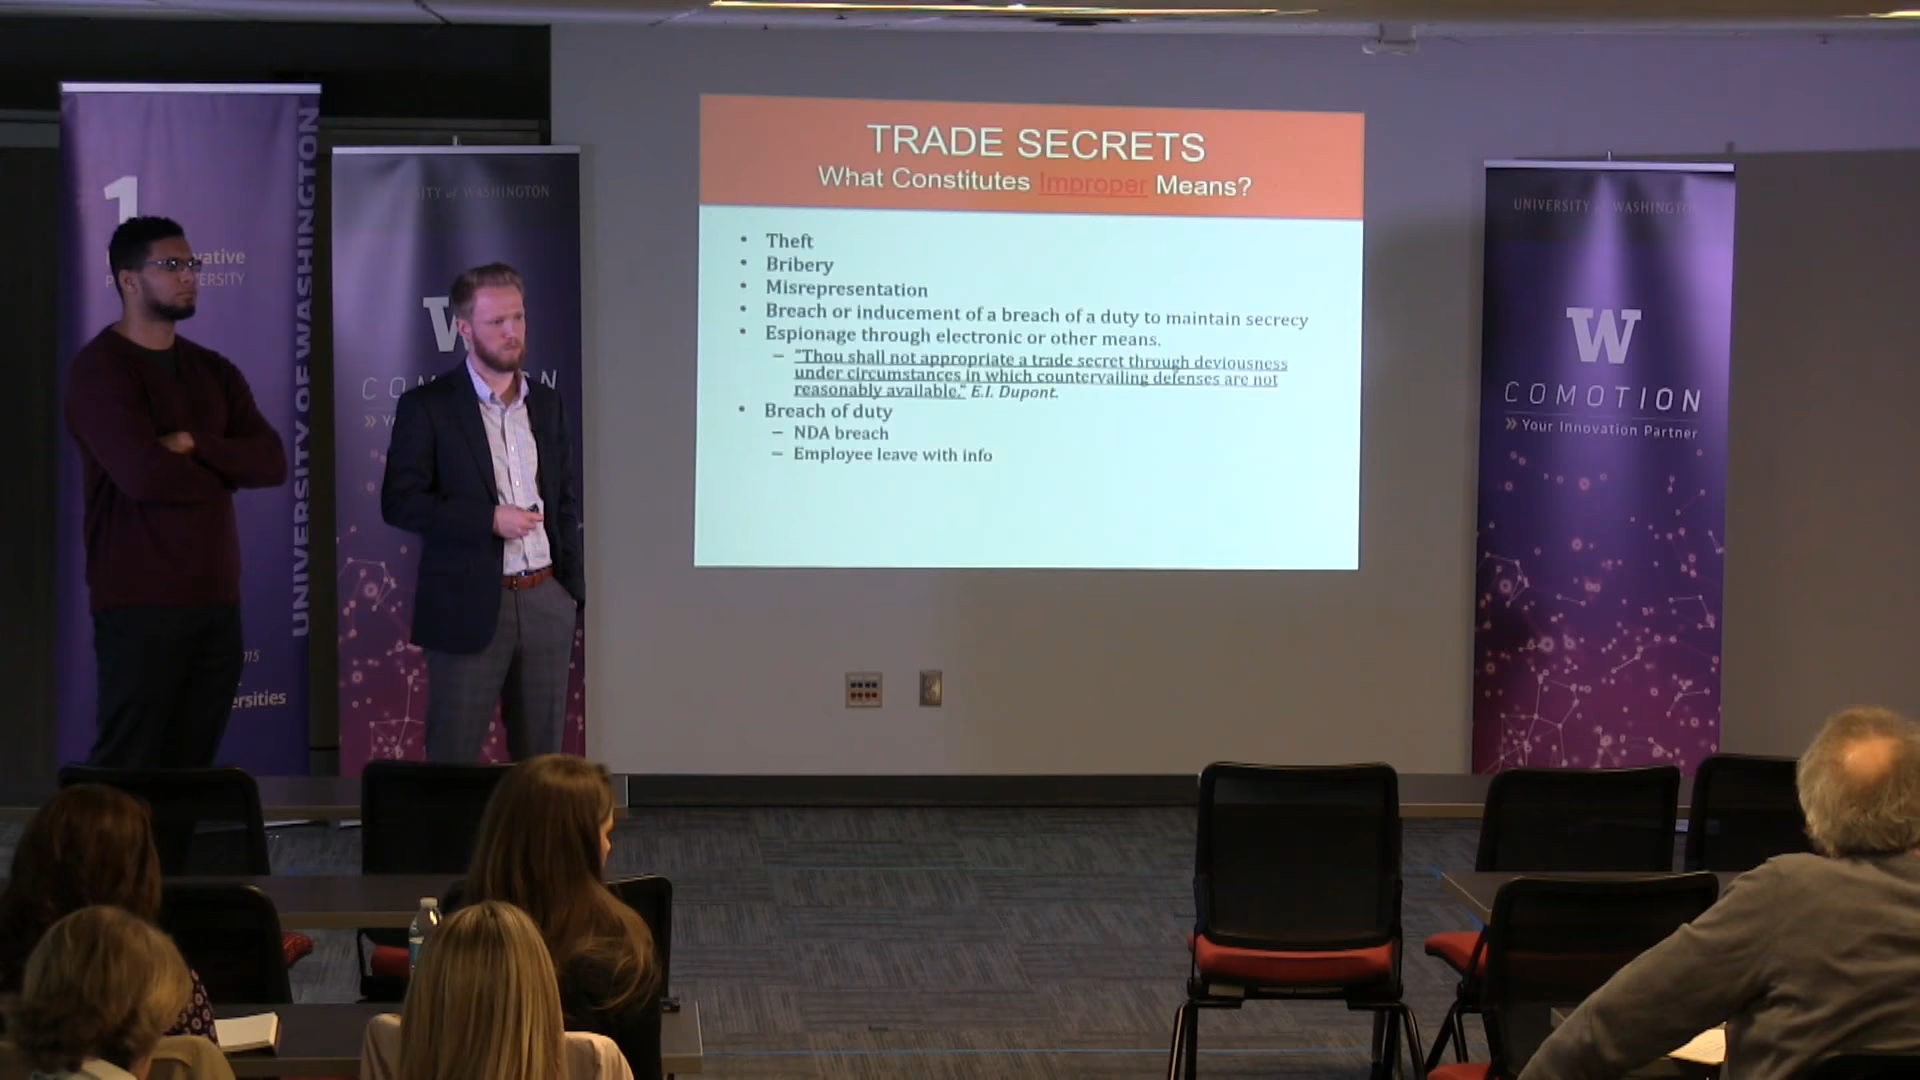 TRADE SECRETS
What Constitutes Improper Means?
• Theft
• Bribery
• Misrepresentation
• Breach or inducement of a breach of a duty to maintain secrecy
• Espionage through electronic or other means.
– "Thou shall not appropriate a trade secret through deviousness
under circumstances in which countervailing defenses are not
reasonably available." E.I. Dupont.
• Breach of duty
– NDA breach
– Employee leave with info
1
UNIVERSITY OF WASHINGTON
WASHINGTON
W
UNIVERSITY of WASHINGTON
W
COMOTION
» Your Innovation Partner